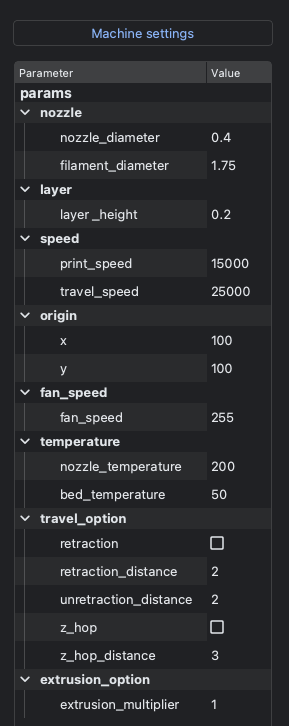 Machine settings
Parameter Value
params
nozzle
nozzle_diameter 0.4
filament_diameter 1.75
layer
layer_height 0.2
speed
print_speed 15000
travel_speed 25000
origin
x 100
y 100
fan_speed
fan_speed 255
temperature
nozzle_temperature 200
bed_temperature 50
travel_option
retraction
retraction_distance 2
unretraction_distance 2
z_hop
z_hop_distance 3
extrusion_option
extrusion_multiplier 1